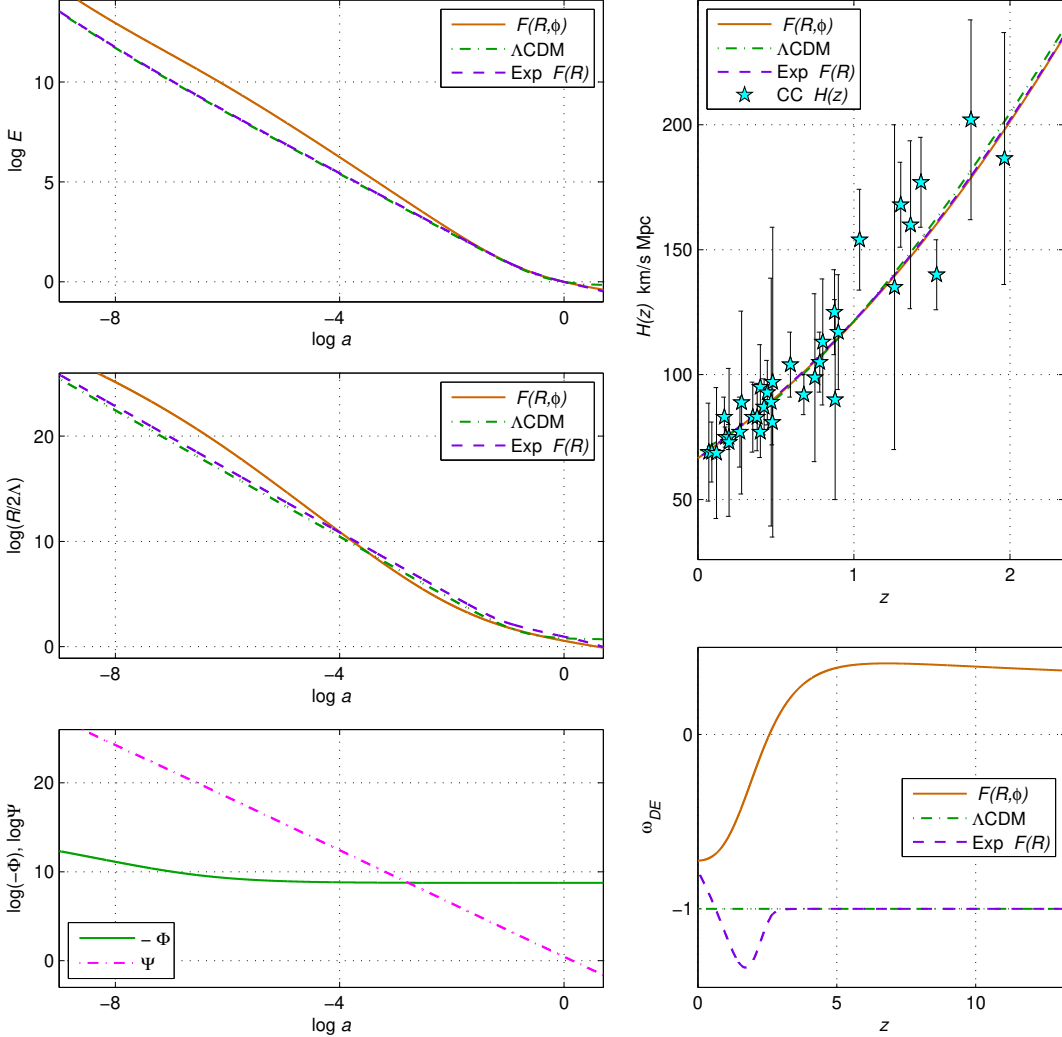 F(R,ϕ)
ΛCDM
Exp F(R)
10
5
0
log E
−8
−4
0
log a
F(R,ϕ)
ΛCDM
Exp F(R)
20
10
0
log(R/2Λ)
−8
−4
0
log a
20
10
0
log(−Φ), logΨ
− Φ
Ψ
−8
−4
0
log a
F(R,ϕ)
ΛCDM
Exp F(R)
CC H(z)
200
150
100
50
H(z) km/s Mpc
0
1
2
z
0
−1
ω_DE
F(R,ϕ)
ΛCDM
Exp F(R)
0
5
10
z